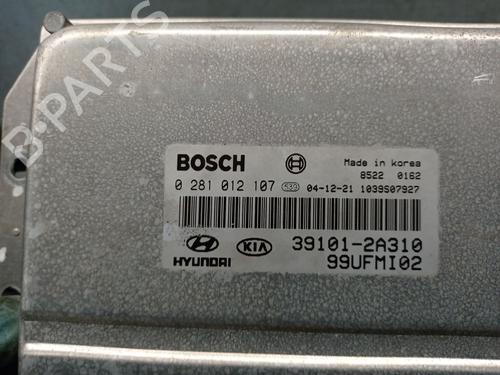 BOSCH
Made in korea
8522 0162
0 281 012 107 04-12-21 1039S07927
HYUNDAI KIA 39101-2A310
99UFMI02
B-PARTS